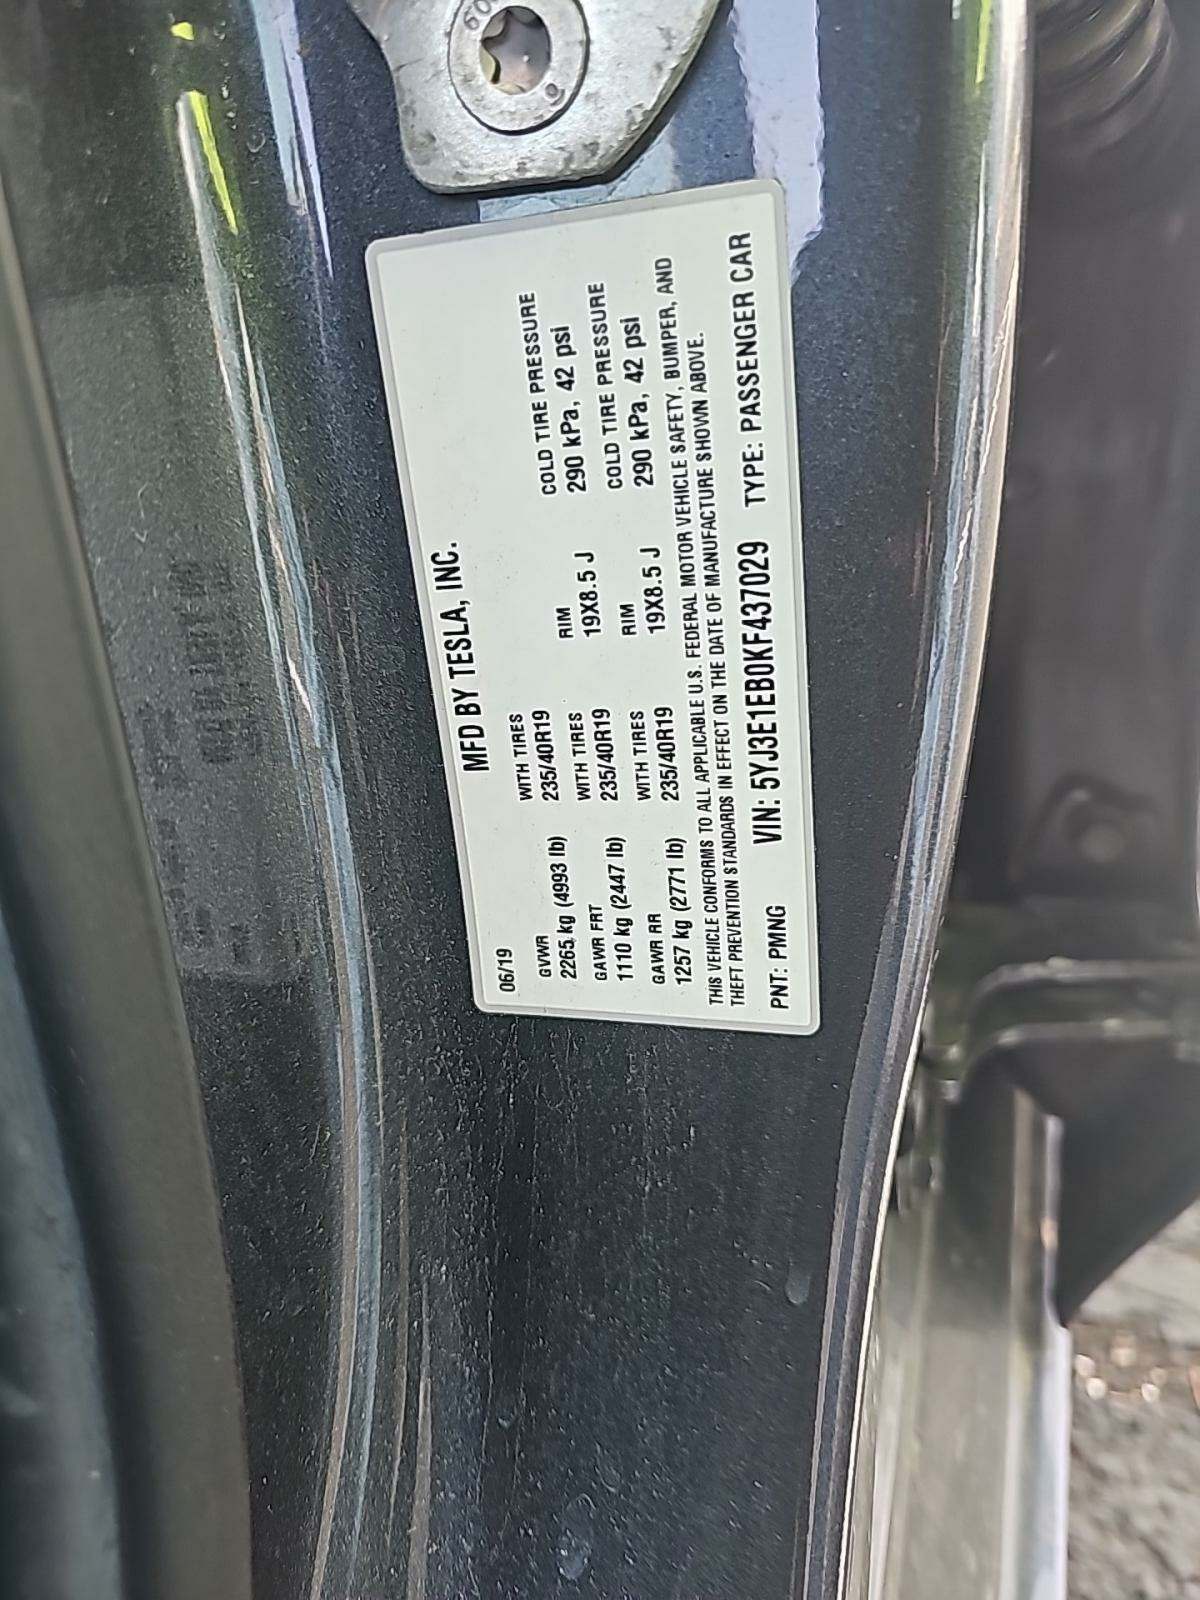 MFD BY TESLA, INC.
06/19
GVWR WITH TIRES COLD TIRE PRESSURE
2265 kg (4993 lb) 235/40R19 RIM 290 kPa, 42 psi
GAWR FRT WITH TIRES 19X8.5 J COLD TIRE PRESSURE
1110 kg (2447 lb) 235/40R19 RIM 290 kPa, 42 psi
GAWR RR WITH TIRES 19X8.5 J
1257 kg (2771 lb) 235/40R19
THIS VEHICLE CONFORMS TO ALL APPLICABLE U.S. FEDERAL MOTOR VEHICLE SAFETY, BUMPER, AND
THEFT PREVENTION STANDARDS IN EFFECT ON THE DATE OF MANUFACTURE SHOWN ABOVE.
PNT: PMNG VIN: 5YJ3E1EB0KF437029 TYPE: PASSENGER CAR